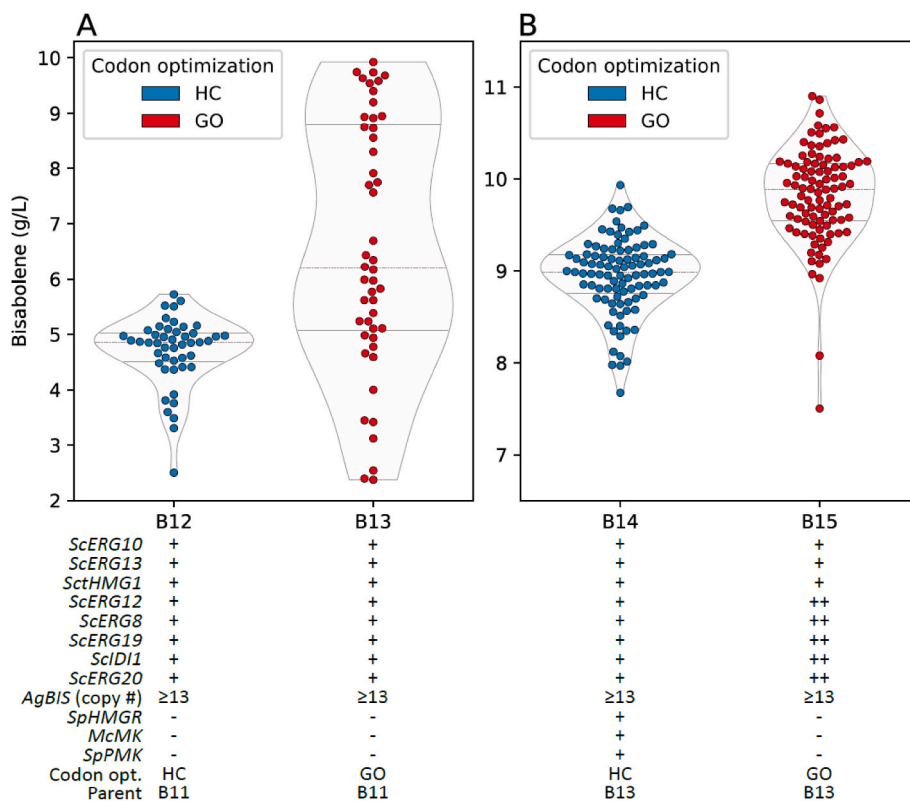 A
B
Codon optimization
HC
GO
Codon optimization
HC
GO
Bisabolene (g/L)
10
9
8
7
6
5
4
3
2
11
10
9
8
7
B12 B13 B14 B15
ScERG10 + + + +
ScERG13 + + + +
SctHMG1 + + + +
ScERG12 + + + ++
ScERG8 + + + ++
ScERG19 + + + ++
ScIDI1 + + + ++
ScERG20 + + + ++
AgBIS (copy #) ≥13 ≥13 ≥13 ≥13
SpHMGR - - + -
McMK - - + -
SpPMK - - + -
Codon opt. HC GO HC GO
Parent B11 B11 B13 B13